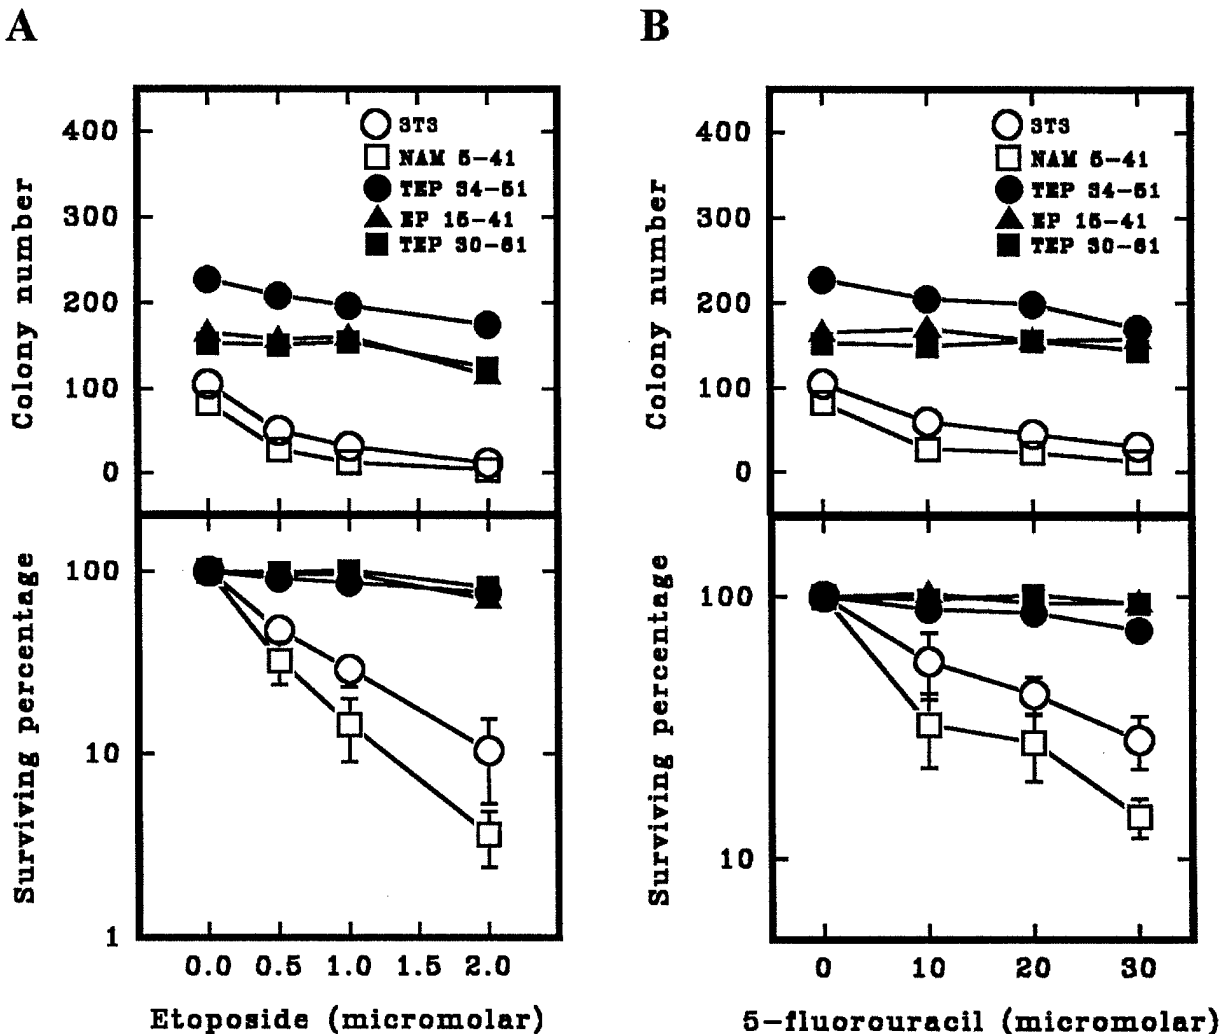 A
B
400
300
200
100
0
Colony number
STS
NAM 5-41
TEP 34-51
EP 15-41
TEP 30-61
400
300
200
100
0
Colony number
STS
NAM 5-41
TEP 34-51
EP 15-41
TEP 30-61
100
10
1
Surviving percentage
0.0 0.5 1.0 1.5 2.0
Etoposide (micromolar)
100
10
Surviving percentage
0 10 20 30
5-fluorouracil (micromolar)